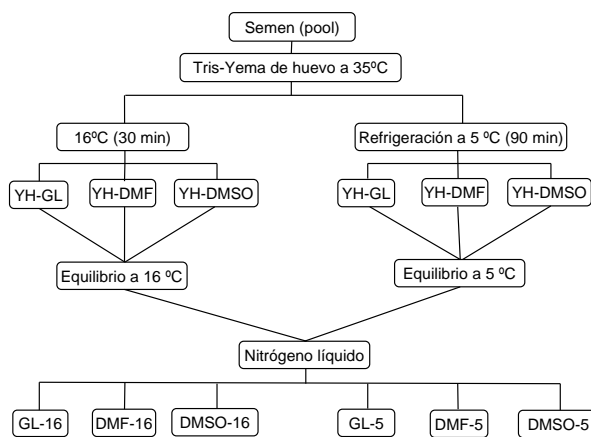 Semen (pool)
Tris-Yema de huevo a 35ºC
16ºC (30 min)
Refrigeración a 5 ºC (90 min)
YH-GL
YH-DMF
YH-DMSO
YH-GL
YH-DMF
YH-DMSO
Equilibrio a 16 ºC
Equilibrio a 5 ºC
Nitrógeno líquido
GL-16
DMF-16
DMSO-16
GL-5
DMF-5
DMSO-5